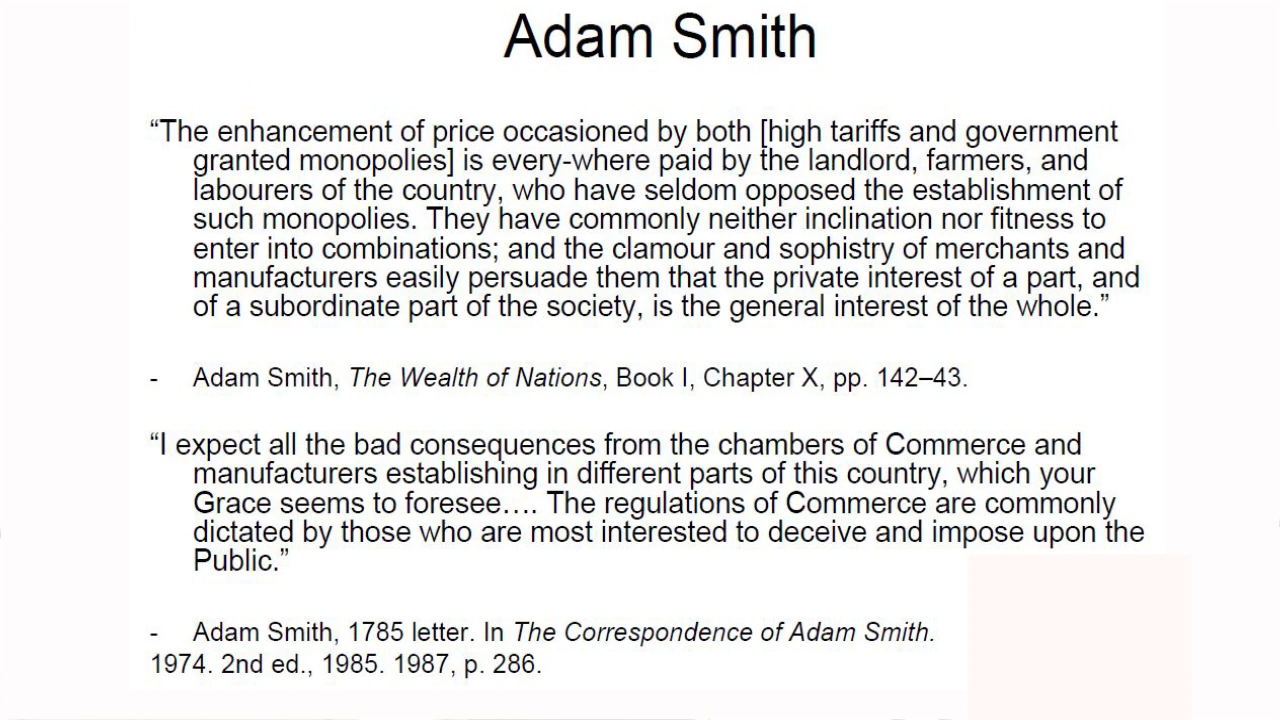 Adam Smith
“The enhancement of price occasioned by both [high tariffs and government
granted monopolies] is every-where paid by the landlord, farmers, and
labourers of the country, who have seldom opposed the establishment of
such monopolies. They have commonly neither inclination nor fitness to
enter into combinations; and the clamour and sophistry of merchants and
manufacturers easily persuade them that the private interest of a part, and
of a subordinate part of the society, is the general interest of the whole.”
- Adam Smith, The Wealth of Nations, Book I, Chapter X, pp. 142–43.
“I expect all the bad consequences from the chambers of Commerce and
manufacturers establishing in different parts of this country, which your
Grace seems to foresee…. The regulations of Commerce are commonly
dictated by those who are most interested to deceive and impose upon the
Public.”
- Adam Smith, 1785 letter. In The Correspondence of Adam Smith.
1974. 2nd ed., 1985. 1987, p. 286.